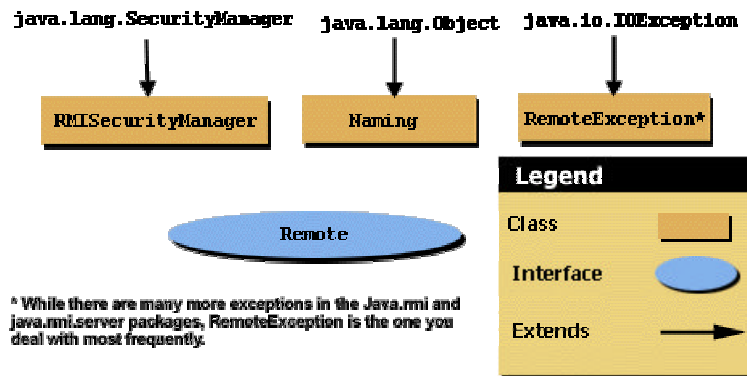 java.lang.SecurityManager
java.lang.Object
java.io.IOException
RMISecurityManager
Naming
RemoteException*
Legend
Class
Remote
Interface
* While there are many more exceptions in the Java.rmi and
java.rmi.server packages, RemoteException is the one you
deal with most frequently.
Extends